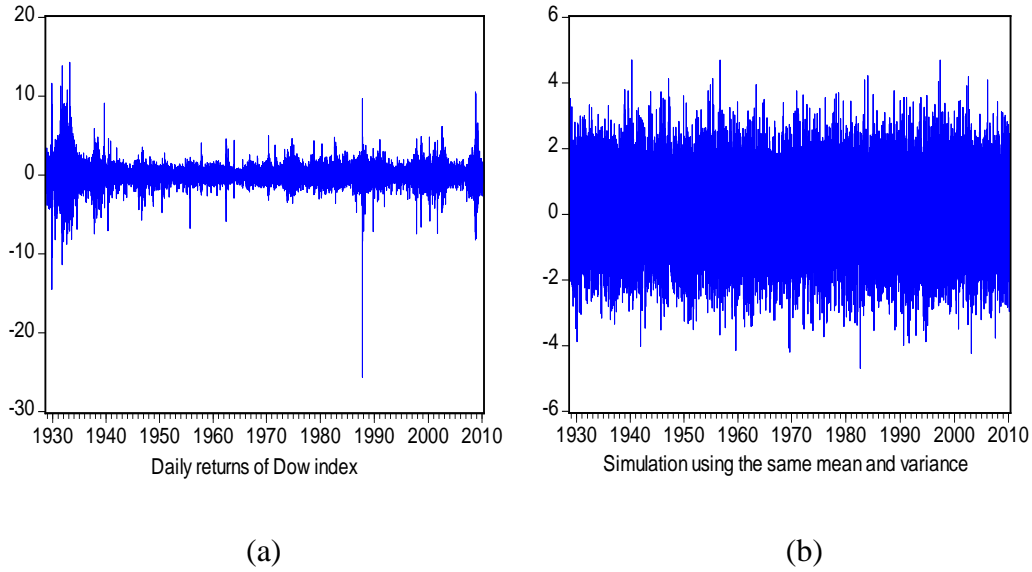 20
10
0
-10
-20
-30
1930 1940 1950 1960 1970 1980 1990 2000 2010
Daily returns of Dow index
(a)
6
4
2
0
-2
-4
-6
1930 1940 1950 1960 1970 1980 1990 2000 2010
Simulation using the same mean and variance
(b)